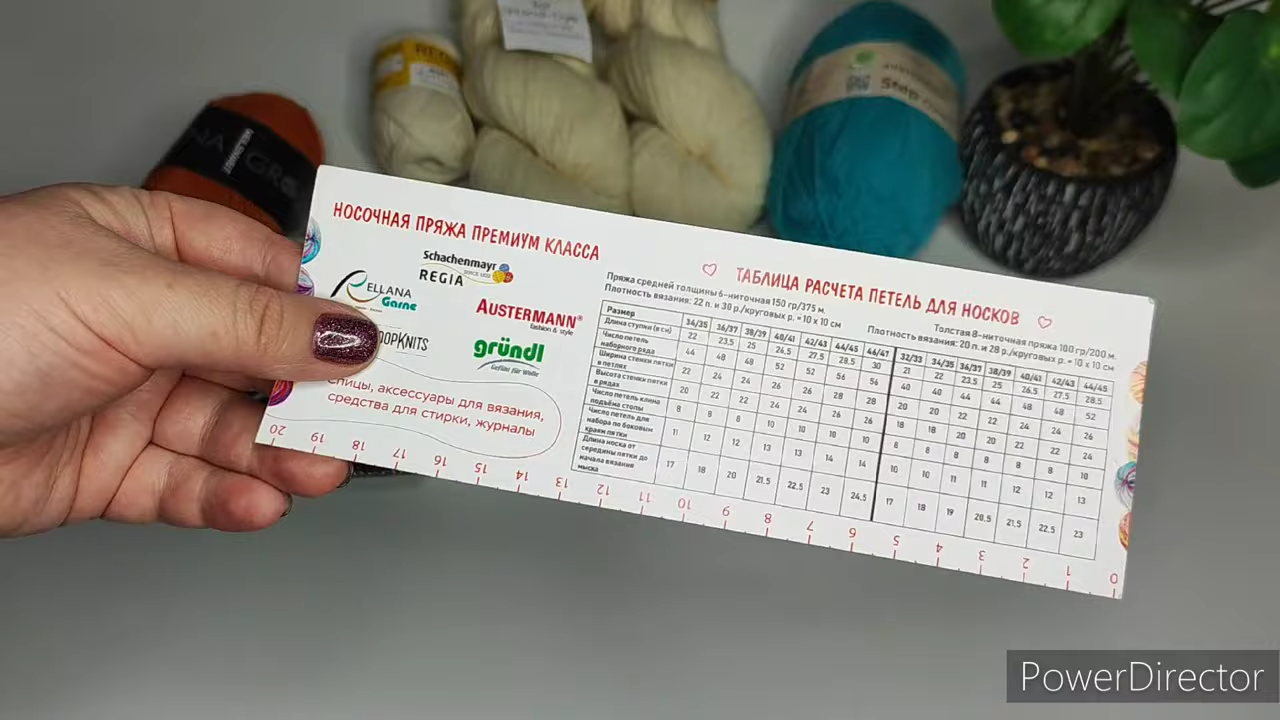 REGIA
Step
НОСОЧНАЯ ПРЯЖА ПРЕМИУМ КЛАССА
Schachenmayr
SINCE 1822
REGIA
ELLANA
Garne
AUSTERMANN®
fashion & style
OPKNITS
gründl
Gefühl für Wolle
Спицы, аксессуары для вязания,
средства для стирки, журналы
ТАБЛИЦА РАСЧЕТА ПЕТЕЛЬ ДЛЯ НОСКОВ
Пряжа средней толщины 6-ниточная 150 гр/375 м.
Плотность вязания: 22 п. и 30 р./круговых р. = 10 x 10 см
Толстая 8-ниточная пряжа 100 гр/200 м.
Плотность вязания: 20 п. и 28 р./круговых р. = 10 x 10 см
Размер 34/35 36/37 38/39 40/41 42/43 44/45 46/47 32/33 34/35 36/37 38/39 40/41 42/43 44/45
Длина ступки (в см) 22 23.5 25 26.5 27.5 28.5 30 21 22 23.5 25 26.5 27.5 28.5
Число петель
наборного ряда 44 48 48 52 52 56 56 40 40 44 44 48 48 52
Ширина стенки пятки
в петлях 22 24 24 26 26 28 28 20 20 22 22 24 24 26
Высота стенки пятки
в рядах 20 22 22 24 24 26 26 18 18 20 20 22 22 24
Число петель клина
подъёма стопы 8 8 8 10 10 10 10 8 8 8 8 8 8 10
Число петель для
набора по боковым
краям пятки 11 12 12 13 13 14 14 10 10 11 11 12 12 13
Длина носка от
середины пятки до
начала вязания
мыска 17 18 20 21.5 22.5 23 24.5 17 18 19 20.5 21.5 22.5 23
20 19 18 17 16 15 14 13 12 11 10 9 8 7 6 5 4 3 2 1 0
PowerDirector